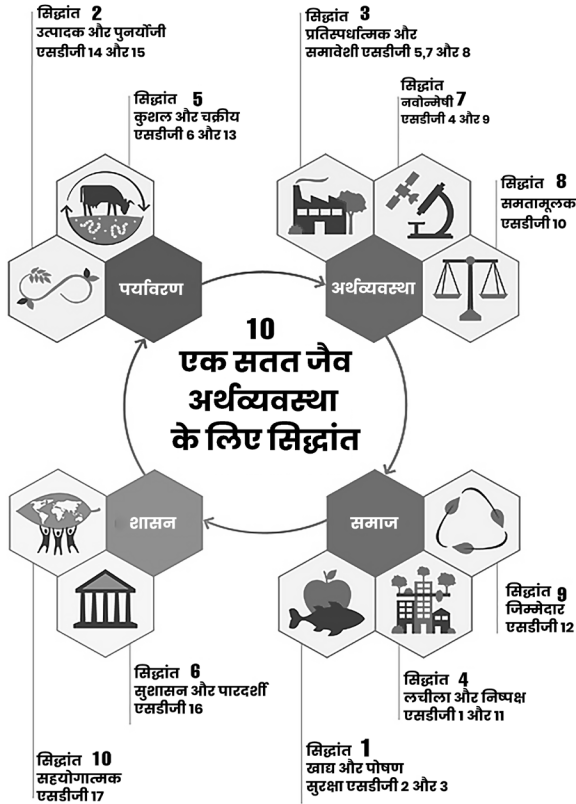 सिद्धांत 2
उत्पादक और पुनर्योजी
एसडीजी 14 और 15
सिद्धांत 3
प्रतिस्पर्धात्मक और
समावेशी एसडीजी 5,7 और 8
सिद्धांत 5
कुशल और चक्रीय
एसडीजी 6 और 13
सिद्धांत
नवोन्मेषी 7
एसडीजी 4 और 9
सिद्धांत 8
समतामूलक
एसडीजी 10
पर्यावरण
अर्थव्यवस्था
10
एक सतत जैव
अर्थव्यवस्था
के लिए सिद्धांत
शासन
समाज
सिद्धांत 9
जिम्मेदार
एसडीजी 12
सिद्धांत 6
सुशासन और पारदर्शी
एसडीजी 16
सिद्धांत 4
लचीला और निष्पक्ष
एसडीजी 1 और 11
सिद्धांत 10
सहयोगात्मक
एसडीजी 17
सिद्धांत 1
खाद्य और पोषण
सुरक्षा एसडीजी 2 और 3